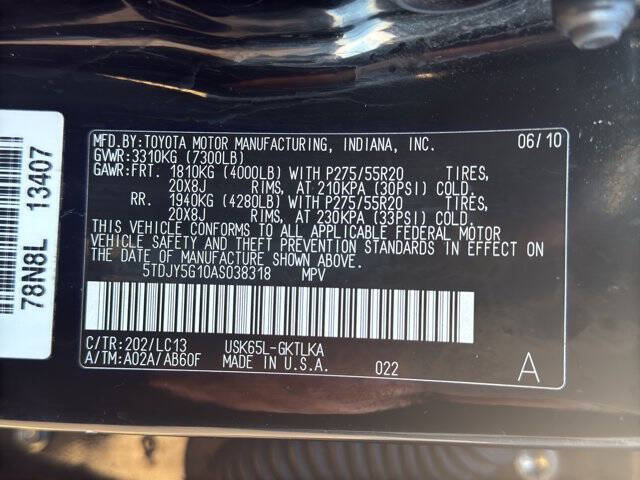 MFD.BY:TOYOTA MOTOR MANUFACTURING, INDIANA, INC. 06/10
GVWR:3310KG (7300LB)
GAWR:FRT. 1810KG (4000LB) WITH P275/55R20 TIRES,
20X8J RIMS, AT 210KPA (30PSI) COLD.
RR. 1940KG (4280LB) WITH P275/55R20 TIRES,
20X8J RIMS, AT 230KPA (33PSI) COLD.
THIS VEHICLE CONFORMS TO ALL APPLICABLE FEDERAL MOTOR
VEHICLE SAFETY AND THEFT PREVENTION STANDARDS IN EFFECT ON
THE DATE OF MANUFACTURE SHOWN ABOVE.
5TDJY5G10AS038318 MPV
C/TR:202/LC13 USK65L-GKTLKA
A/TM:A02A/AB60F MADE IN U.S.A. 022 A
78N8L 13407